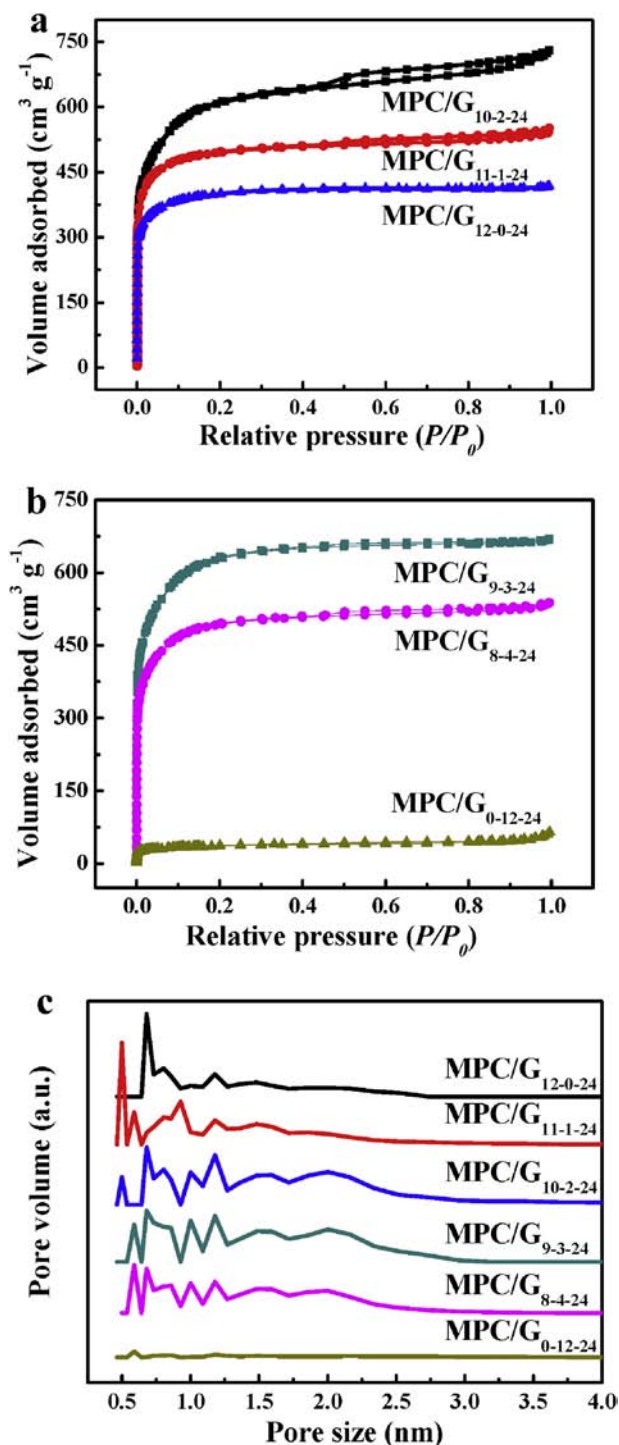 a
750
600
450
300
150
0
Volume adsorbed (cm³ g⁻¹)
MPC/G10-2-24
MPC/G11-1-24
MPC/G12-0-24
0.0 0.2 0.4 0.6 0.8 1.0
Relative pressure (P/P0)
b
750
600
450
300
150
0
Volume adsorbed (cm³ g⁻¹)
MPC/G9-3-24
MPC/G8-4-24
MPC/G0-12-24
0.0 0.2 0.4 0.6 0.8 1.0
Relative pressure (P/P0)
c
Pore volume (a.u.)
MPC/G12-0-24
MPC/G11-1-24
MPC/G10-2-24
MPC/G9-3-24
MPC/G8-4-24
MPC/G0-12-24
0.5 1.0 1.5 2.0 2.5 3.0 3.5 4.0
Pore size (nm)